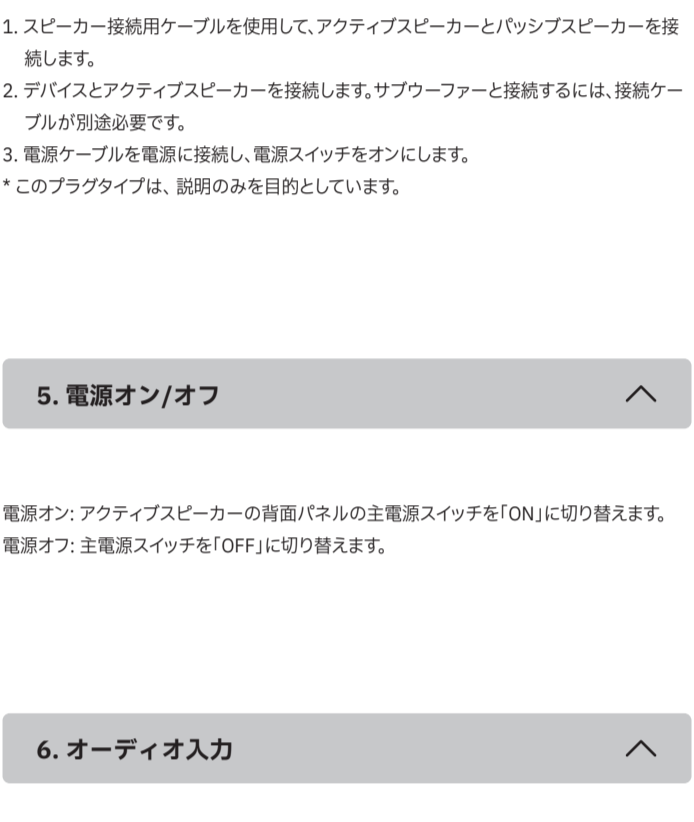 1. スピーカー接続用ケーブルを使用して、アクティブスピーカーとパッシブスピーカーを接
続します。
2. デバイスとアクティブスピーカーを接続します。サブウーファーと接続するには、接続ケー
ブルが別途必要です。
3. 電源ケーブルを電源に接続し、電源スイッチをオンにします。
* このプラグタイプは、説明のみを目的としています。
5. 電源オン/オフ
電源オン: アクティブスピーカーの背面パネルの主電源スイッチを「ON」に切り替えます。
電源オフ: 主電源スイッチを「OFF」に切り替えます。
6. オーディオ入力